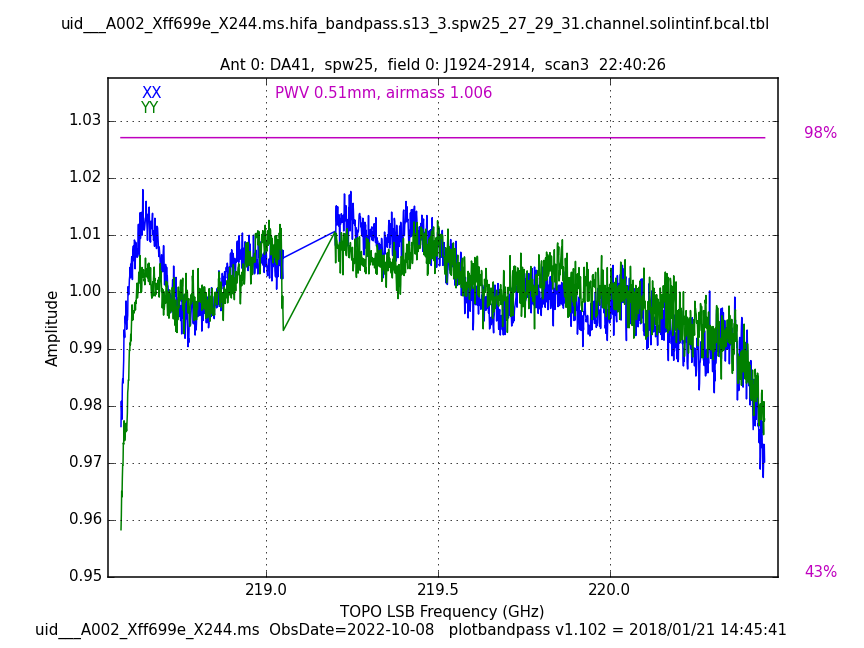 uid___A002_Xff699e_X244.ms.hifa_bandpass.s13_3.spw25_27_29_31.channel.solintinf.bcal.tbl
Ant 0: DA41,  spw25,  field 0: J1924-2914,  scan3  22:40:26
XX
PWV 0.51mm, airmass 1.006
YY
1.03
98%
1.02
1.01
1.00
0.99
0.98
0.97
0.96
0.95
43%
Amplitude
219.0 219.5 220.0
TOPO LSB Frequency (GHz)
uid___A002_Xff699e_X244.ms  ObsDate=2022-10-08   plotbandpass v1.102 = 2018/01/21 14:45:41